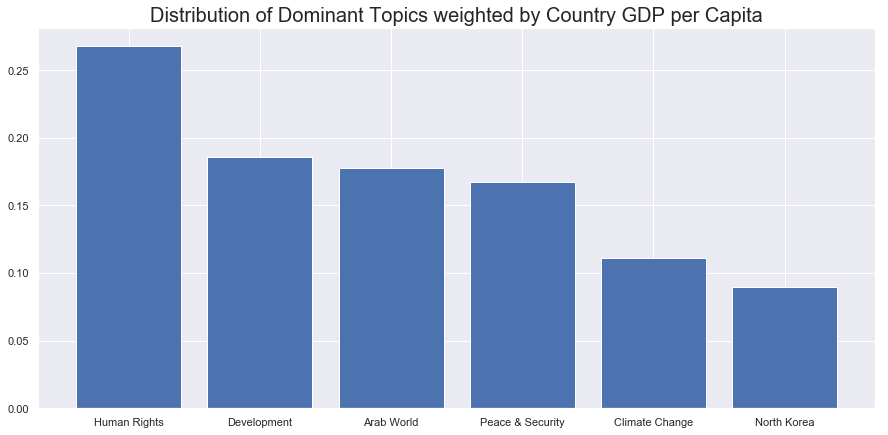 Distribution of Dominant Topics weighted by Country GDP per Capita
0.25
0.20
0.15
0.10
0.05
0.00
Human Rights
Development
Arab World
Peace & Security
Climate Change
North Korea